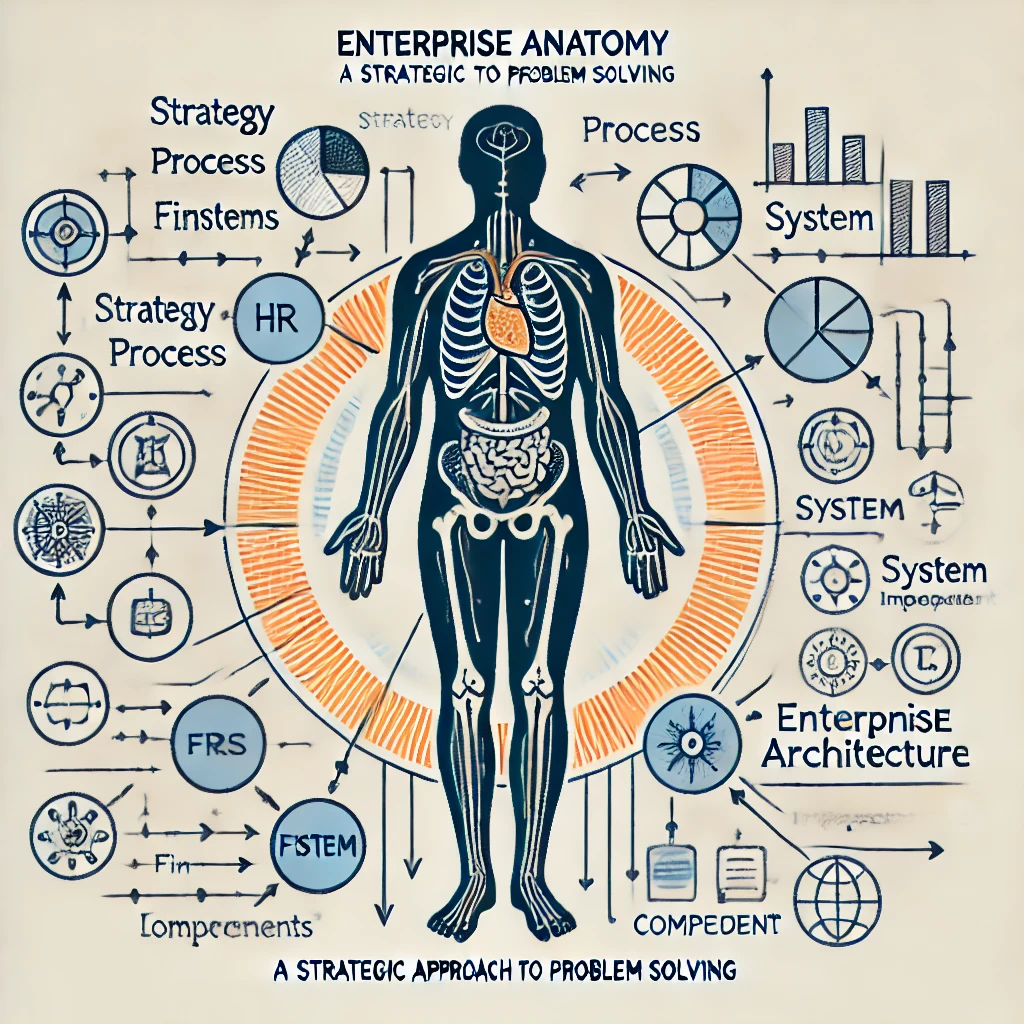 ENTERPRISE ANATOMY
A STRATEGIC TO PROBLEM SOLVING
Strategy
Process
Finstems
Strategy
Process
System
Strategy
Process
HR
SYSTEM
System
FRS
Enterprise
Architecture
FISTEM
Fin
Iompcenents
COMPEDENT
A STRATEGIC APPROACH TO PROBLEM SOLVING